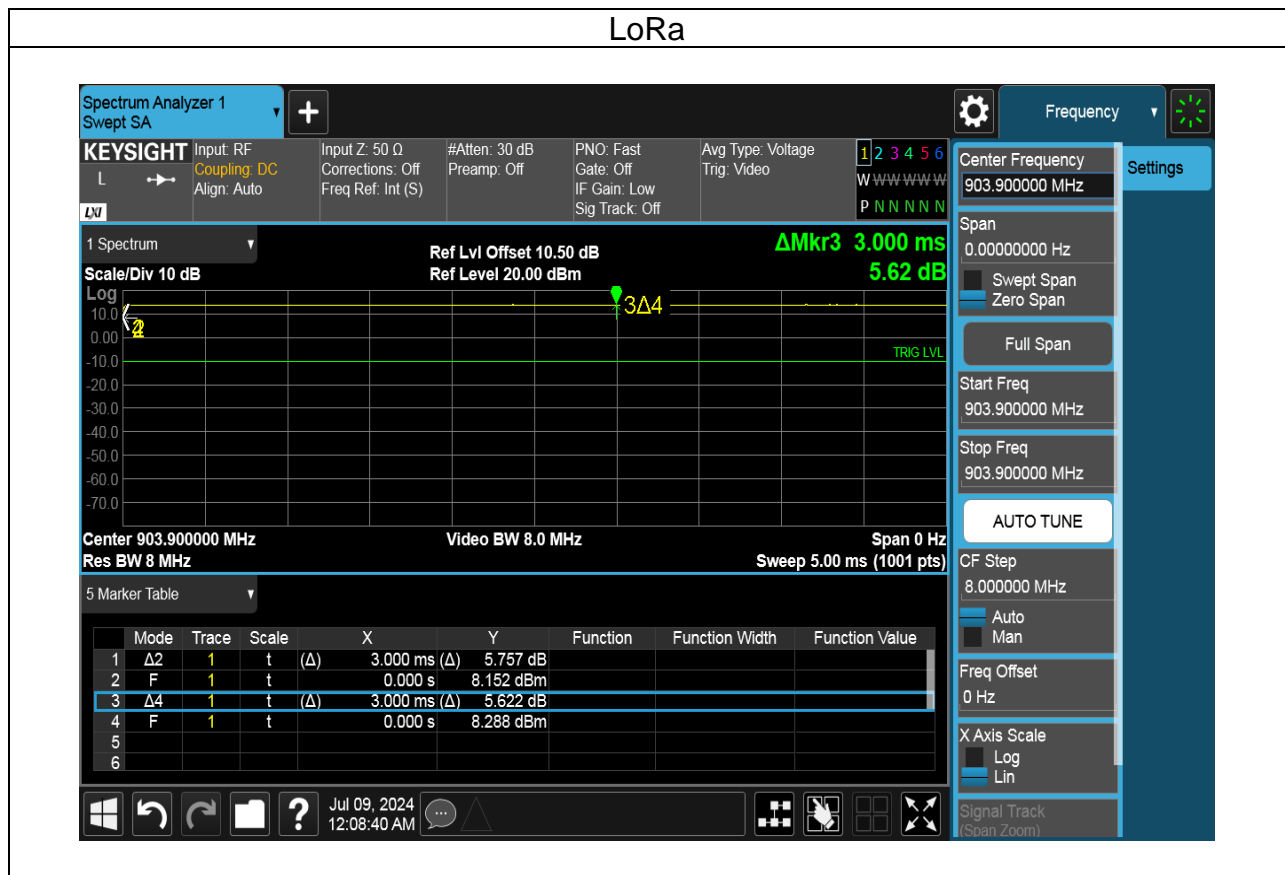 LoRa
Spectrum Analyzer 1
Swept SA
Frequency
KEYSIGHT
L
LXI
Input: RF
Coupling: DC
Align: Auto
Input Z: 50 Ω
Corrections: Off
Freq Ref: Int (S)
#Atten: 30 dB
Preamp: Off
PNO: Fast
Gate: Off
IF Gain: Low
Sig Track: Off
Avg Type: Voltage
Trig: Video
1 2 3 4 5 6
W W W W W W
P N N N N N
Center Frequency
903.900000 MHz
Settings
Span
0.00000000 Hz
Swept Span
Zero Span
Full Span
Start Freq
903.900000 MHz
Stop Freq
903.900000 MHz
AUTO TUNE
CF Step
8.000000 MHz
Auto
Man
Freq Offset
0 Hz
X Axis Scale
Log
Lin
Signal Track
(Span Zoom)
1 Spectrum
Scale/Div 10 dB
Ref Lvl Offset 10.50 dB
Ref Level 20.00 dBm
ΔMkr3 3.000 ms
5.62 dB
Log
10.0
0.00
-10.0
-20.0
-30.0
-40.0
-50.0
-60.0
-70.0
3Δ4
TRIG LVL
Center 903.900000 MHz
Res BW 8 MHz
Video BW 8.0 MHz
Span 0 Hz
Sweep 5.00 ms (1001 pts)
5 Marker Table
Mode Trace Scale X Y Function Function Width Function Value
1 Δ2 1 t (Δ) 3.000 ms (Δ) 5.757 dB
2 F 1 t 0.000 s 8.152 dBm
3 Δ4 1 t (Δ) 3.000 ms (Δ) 5.622 dB
4 F 1 t 0.000 s 8.288 dBm
5
6
?
Jul 09, 2024
12:08:40 AM